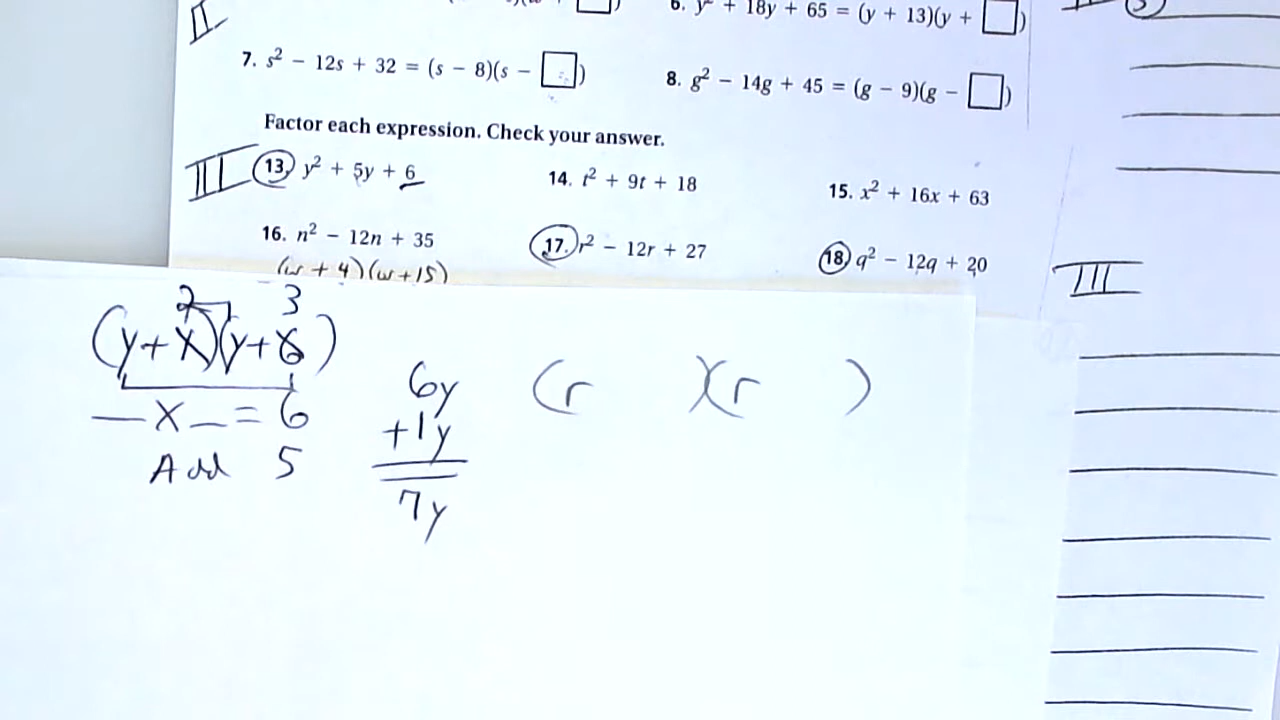 6. y² + 18y + 65 = (y + 13)(y + □)
II
7. s² − 12s + 32 = (s − 8)(s − □)
8. g² − 14g + 45 = (g − 9)(g − □)
Factor each expression. Check your answer.
III 13. y² + 5y + 6
14. t² + 9t + 18
15. x² + 16x + 63
16. n² − 12n + 35
17. r² − 12r + 27
18. q² − 12q + 20
(w + 4)(w + 15)
III
2 3
(y+x)(y+6)
_ x _ = 6
Add 5
6y
+1y
7y
(r )(r )